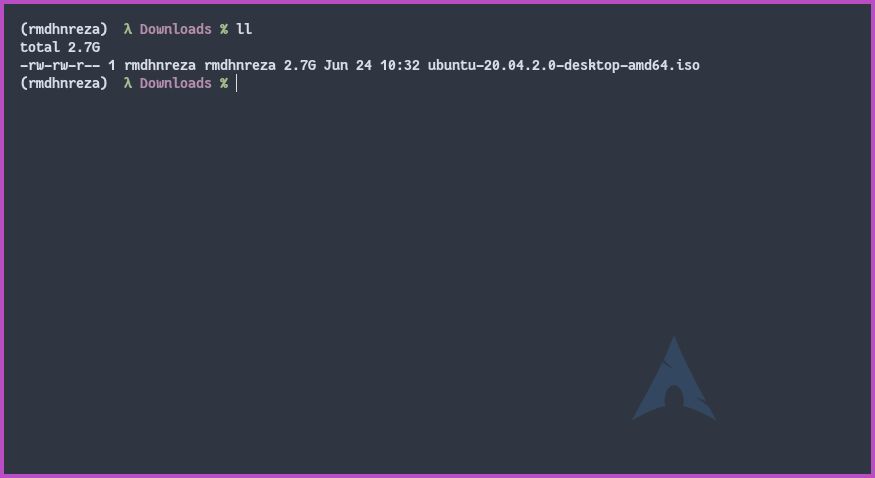 (rmdhnreza)  λ Downloads % ll
total 2.7G
-rw-rw-r-- 1 rmdhnreza rmdhnreza 2.7G Jun 24 10:32 ubuntu-20.04.2.0-desktop-amd64.iso
(rmdhnreza)  λ Downloads %